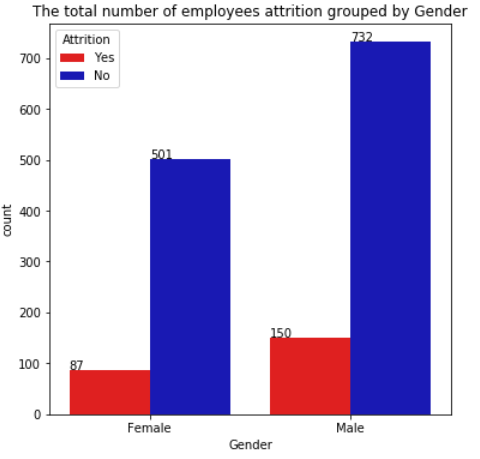 The total number of employees attrition grouped by Gender
Attrition
Yes
No
732
700
600
501
500
400
300
200
150
100
87
0
count
Female
Male
Gender